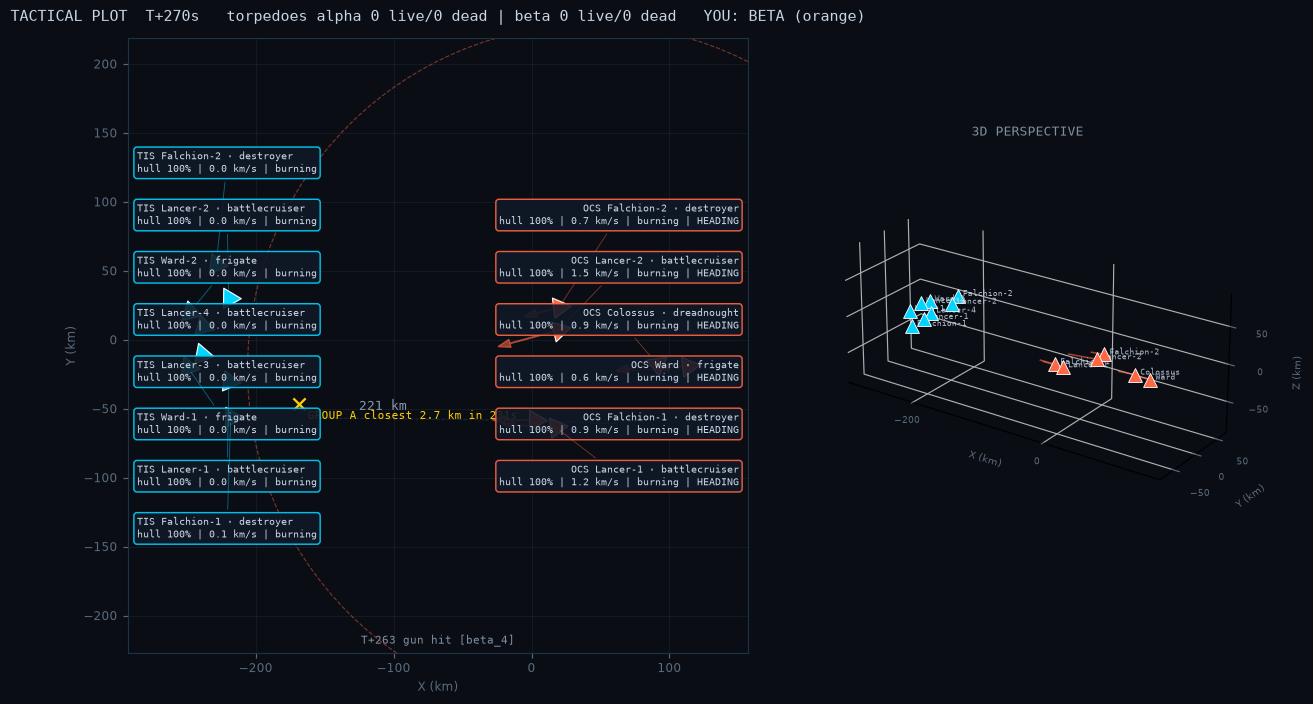 TACTICAL PLOT  T+270s   torpedoes alpha 0 live/0 dead | beta 0 live/0 dead   YOU: BETA (orange)
3D PERSPECTIVE
TIS Falchion-2 · destroyer
hull 100% | 0.0 km/s | burning
TIS Lancer-2 · battlecruiser
hull 100% | 0.0 km/s | burning
TIS Ward-2 · frigate
hull 100% | 0.0 km/s | burning
TIS Lancer-4 · battlecruiser
hull 100% | 0.0 km/s | burning
TIS Lancer-3 · battlecruiser
hull 100% | 0.0 km/s | burning
TIS Ward-1 · frigate
hull 100% | 0.0 km/s | burning
TIS Lancer-1 · battlecruiser
hull 100% | 0.0 km/s | burning
TIS Falchion-1 · destroyer
hull 100% | 0.1 km/s | burning
OCS Falchion-2 · destroyer
hull 100% | 0.7 km/s | burning | HEADING
OCS Lancer-2 · battlecruiser
hull 100% | 1.5 km/s | burning | HEADING
OCS Colossus · dreadnought
hull 100% | 0.9 km/s | burning | HEADING
OCS Ward · frigate
hull 100% | 0.6 km/s | burning | HEADING
OCS Falchion-1 · destroyer
hull 100% | 0.9 km/s | burning | HEADING
OCS Lancer-1 · battlecruiser
hull 100% | 1.2 km/s | burning | HEADING
221 km
A closest 2.7 km in
T+263 gun hit [beta_4]
200
150
100
50
0
−50
−100
−150
−200
Y (km)
−200
−100
0
100
X (km)
Falchion-2
Falchion-2
Colossus
Ward
−200
0
X (km)
−50
0
50
Y (km)
50
0
−50
Z (km)